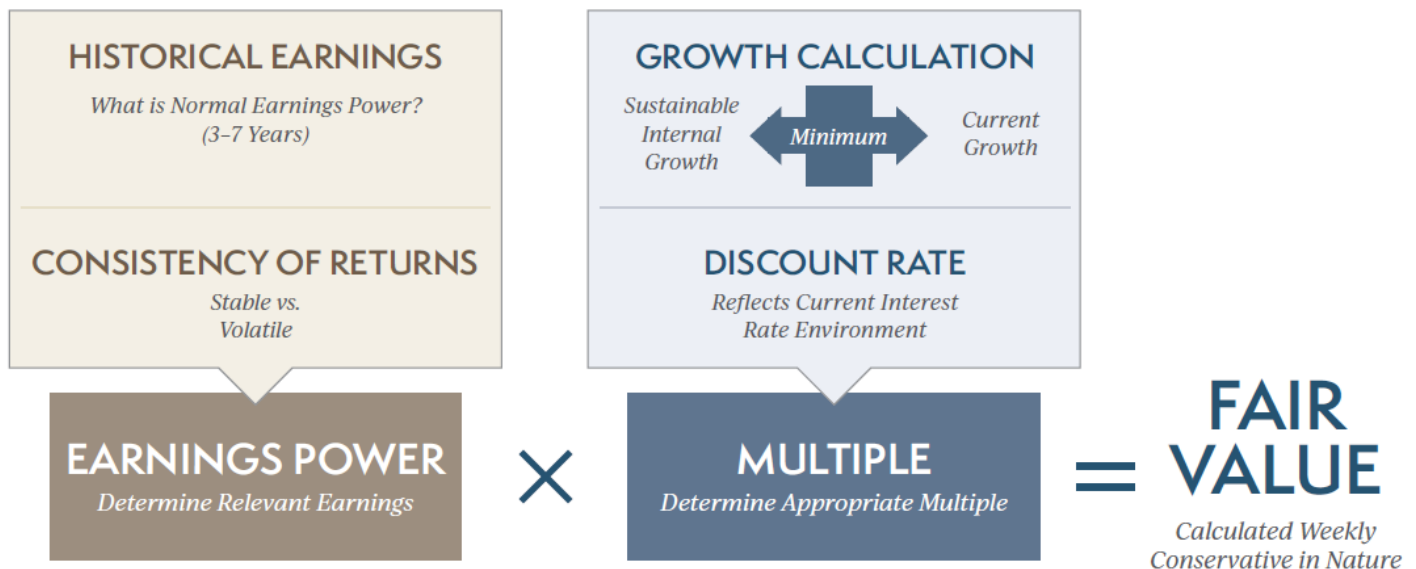 HISTORICAL EARNINGS
What is Normal Earnings Power?
(3–7 Years)
CONSISTENCY OF RETURNS
Stable vs.
Volatile
EARNINGS POWER
Determine Relevant Earnings
×
GROWTH CALCULATION
Sustainable
Internal
Growth
Minimum
Current
Growth
DISCOUNT RATE
Reflects Current Interest
Rate Environment
MULTIPLE
Determine Appropriate Multiple
=
FAIR
VALUE
Calculated Weekly
Conservative in Nature